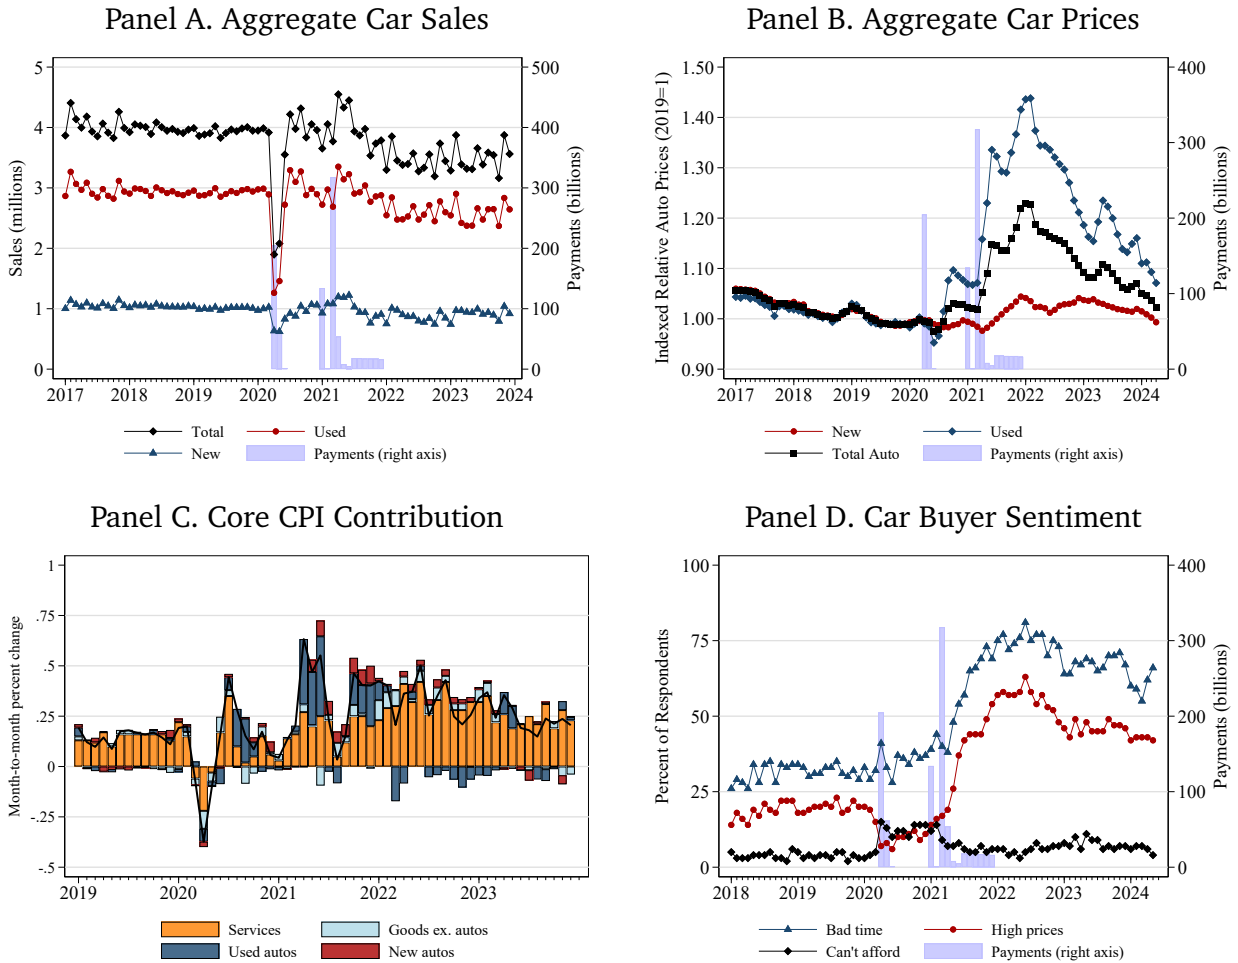 Panel A. Aggregate Car Sales
Sales (millions)
5
4
3
2
1
0
500
400
300
200
100
0
Payments (billions)
2017 2018 2019 2020 2021 2022 2023 2024
Total
Used
New
Payments (right axis)
Panel B. Aggregate Car Prices
Indexed Relative Auto Prices (2019=1)
1.50
1.40
1.30
1.20
1.10
1.00
0.90
400
300
200
100
0
Payments (billions)
2017 2018 2019 2020 2021 2022 2023 2024
New
Used
Total Auto
Payments (right axis)
Panel C. Core CPI Contribution
Month-to-month percent change
1
.75
.5
.25
0
-.25
-.5
2019 2020 2021 2022 2023
Services
Goods ex. autos
Used autos
New autos
Panel D. Car Buyer Sentiment
Percent of Respondents
100
75
50
25
0
400
300
200
100
0
Payments (billions)
2018 2019 2020 2021 2022 2023 2024
Bad time
High prices
Can't afford
Payments (right axis)